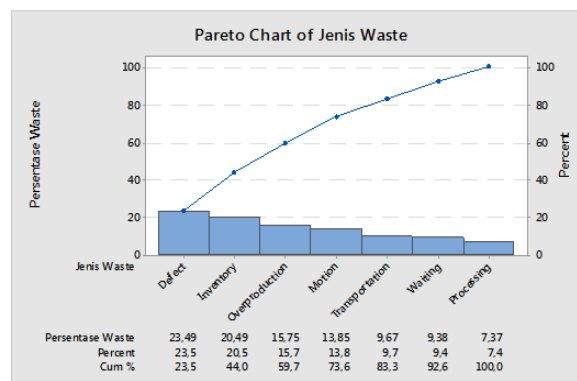 Pareto Chart of Jenis Waste
Persentase Waste
100
80
60
40
20
0
100
80
60
40
20
0
Percent
Jenis Waste
Defect
Inventory
Overproduction
Motion
Transportation
Waiting
Processing
Persentase Waste 23,49 20,49 15,75 13,85 9,67 9,38 7,37
Percent 23,5 20,5 15,7 13,8 9,7 9,4 7,4
Cum % 23,5 44,0 59,7 73,6 83,3 92,6 100,0